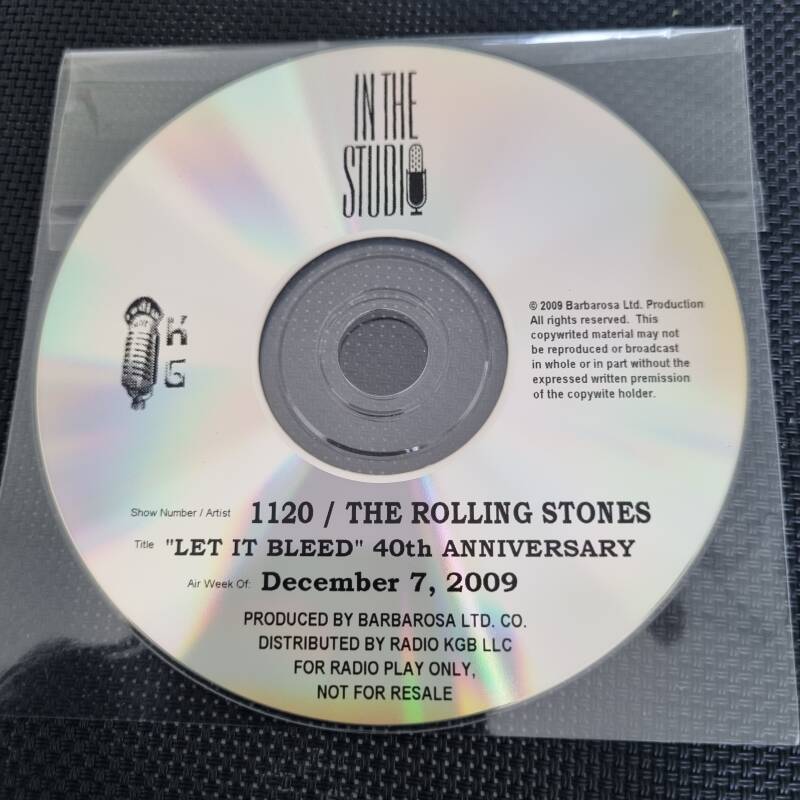 IN THE
STUDIO
radio
K
G
© 2009 Barbarosa Ltd. Production
All rights reserved. This
copywrited material may not
be reproduced or broadcast
in whole or in part without the
expressed written premission
of the copywite holder.
Show Number / Artist 1120 / THE ROLLING STONES
Title "LET IT BLEED" 40th ANNIVERSARY
Air Week Of: December 7, 2009
PRODUCED BY BARBAROSA LTD. CO.
DISTRIBUTED BY RADIO KGB LLC
FOR RADIO PLAY ONLY,
NOT FOR RESALE